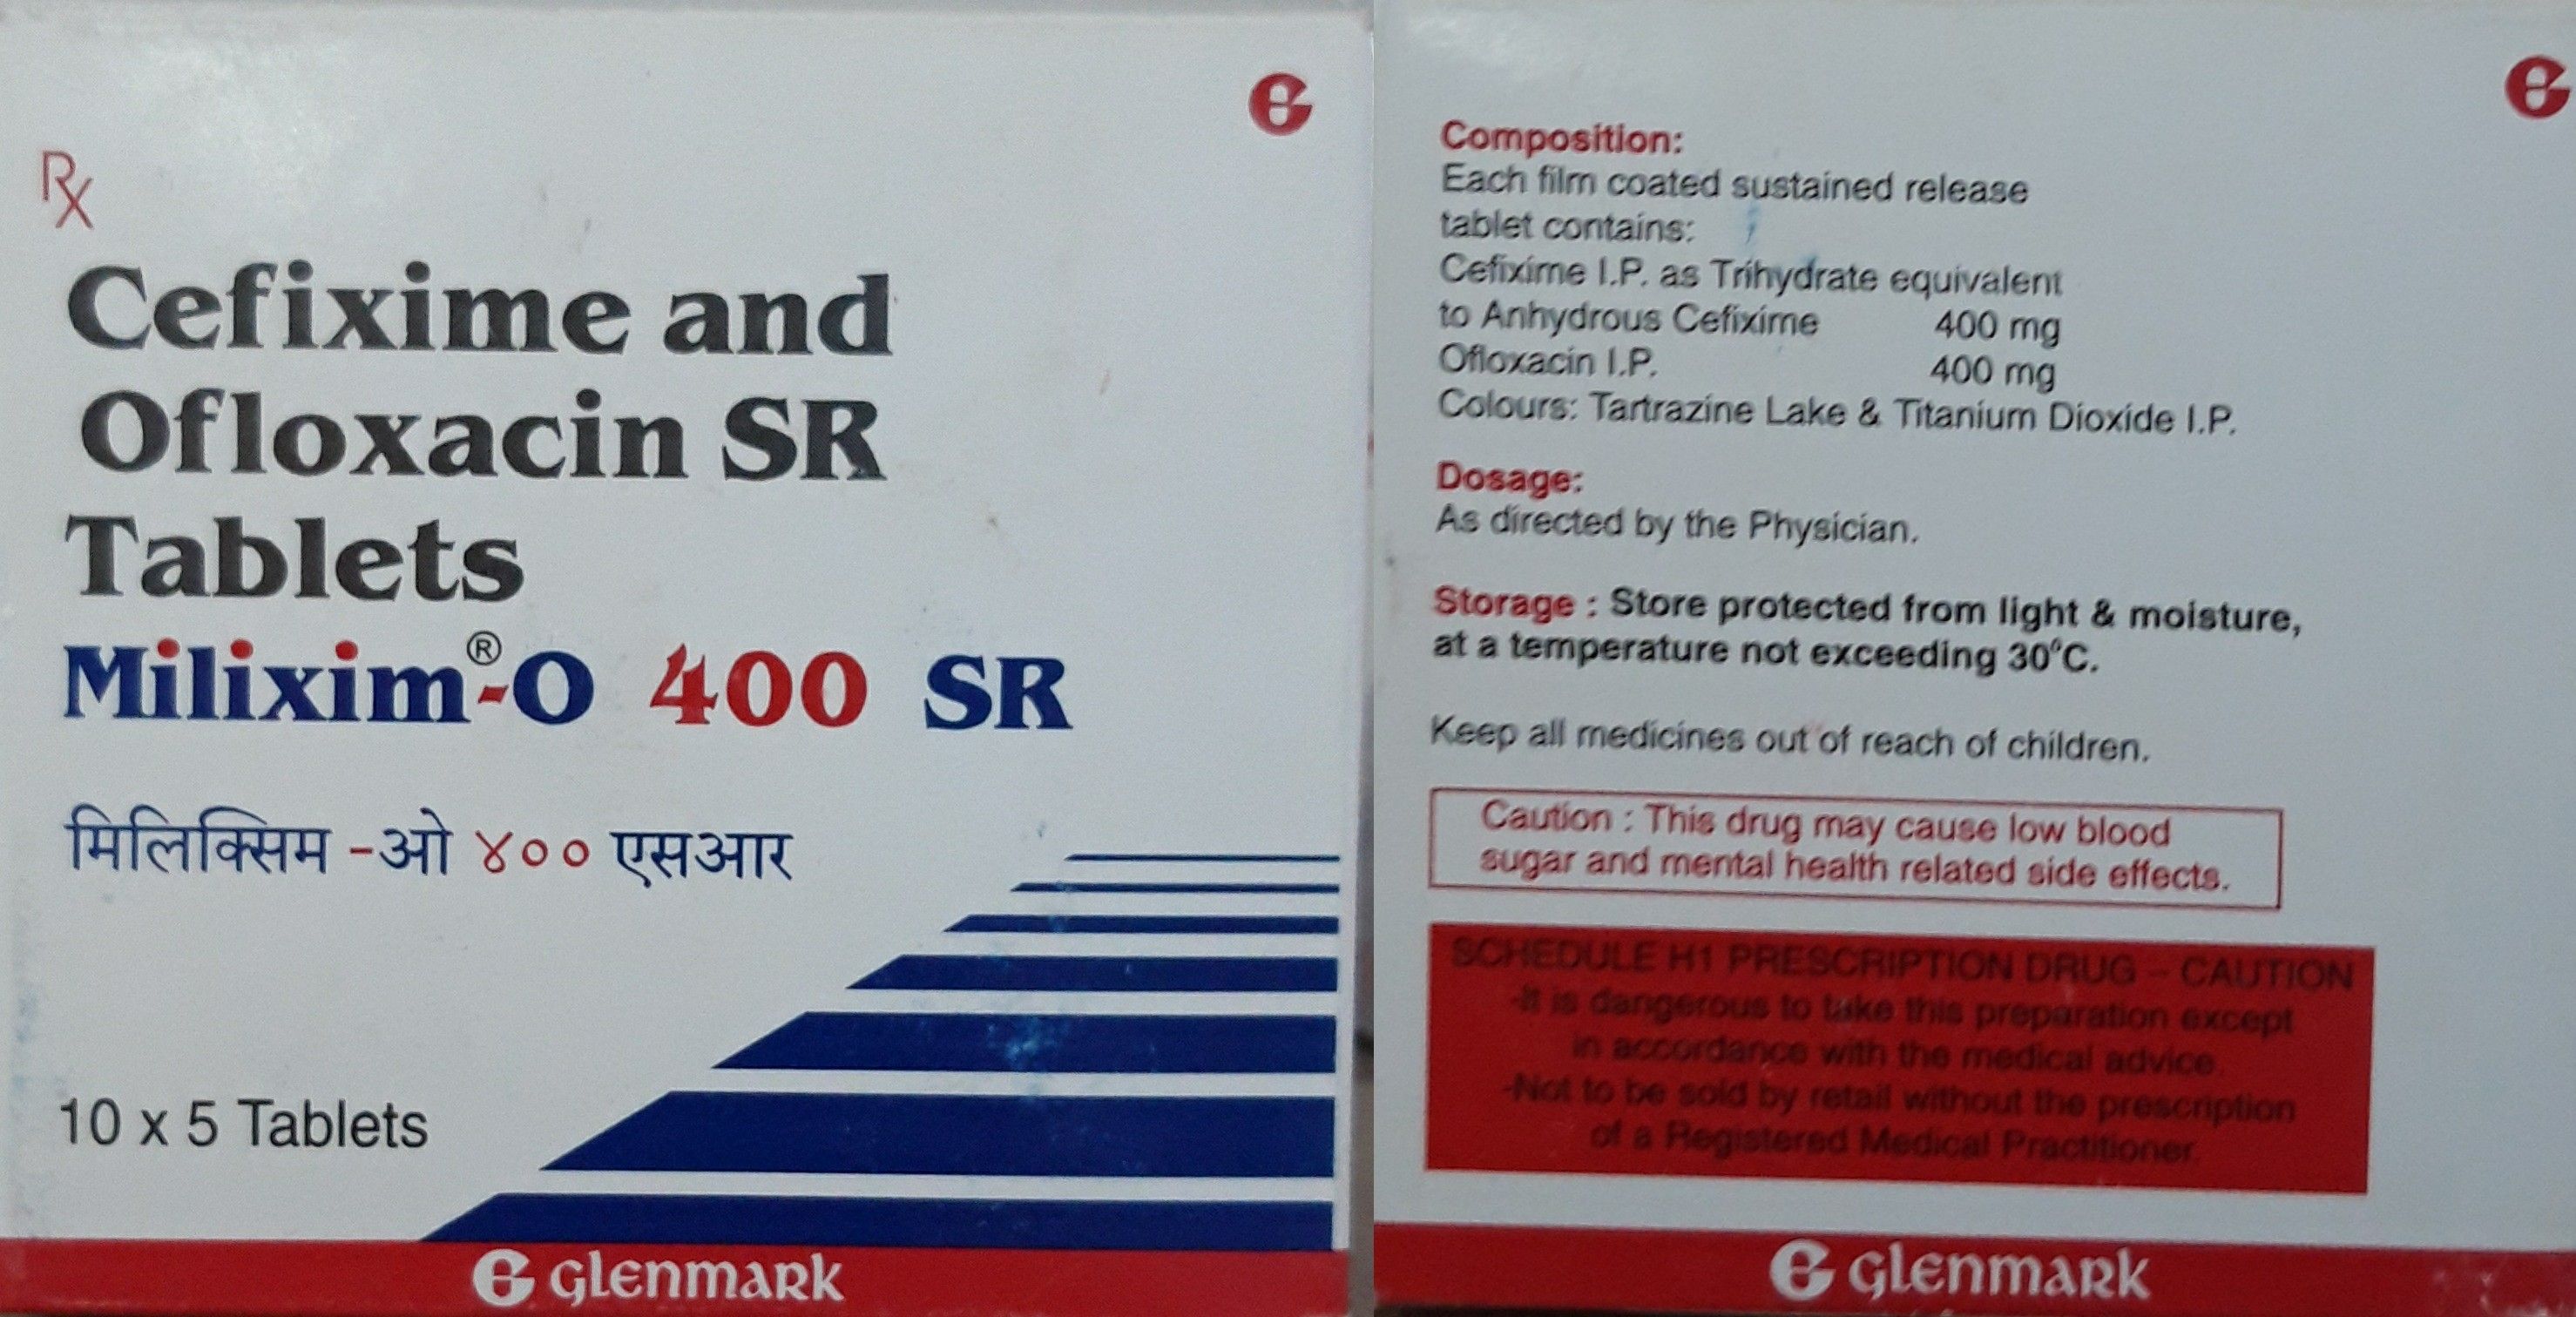 Rx
Cefixime and
Ofloxacin SR
Tablets
Milixim®-O 400 SR
मिलिक्सिम -ओ ४०० एसआर
10 x 5 Tablets
Glenmark
Composition:
Each film coated sustained release
tablet contains:
Cefixime I.P. as Trihydrate equivalent
to Anhydrous Cefixime 400 mg
Ofloxacin I.P. 400 mg
Colours: Tartrazine Lake & Titanium Dioxide I.P.
Dosage:
As directed by the Physician.
Storage : Store protected from light & moisture,
at a temperature not exceeding 30°C.
Keep all medicines out of reach of children.
Caution : This drug may cause low blood
sugar and mental health related side effects.
SCHEDULE H1 PRESCRIPTION DRUG – CAUTION
-It is dangerous to take this preparation except
in accordance with the medical advice.
-Not to be sold by retail without the prescription
of a Registered Medical Practitioner.
Glenmark